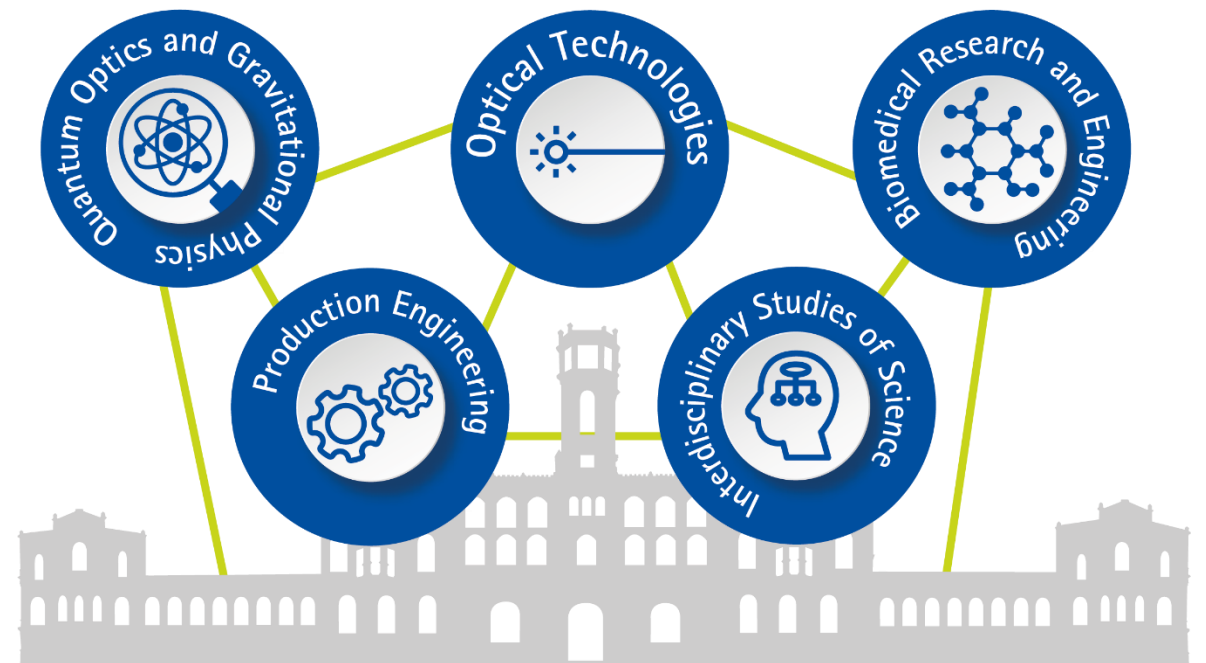 Quantum Optics and Gravitational Physics
Optical Technologies
Biomedical Research and Engineering
Production Engineering
Interdisciplinary Studies of Science